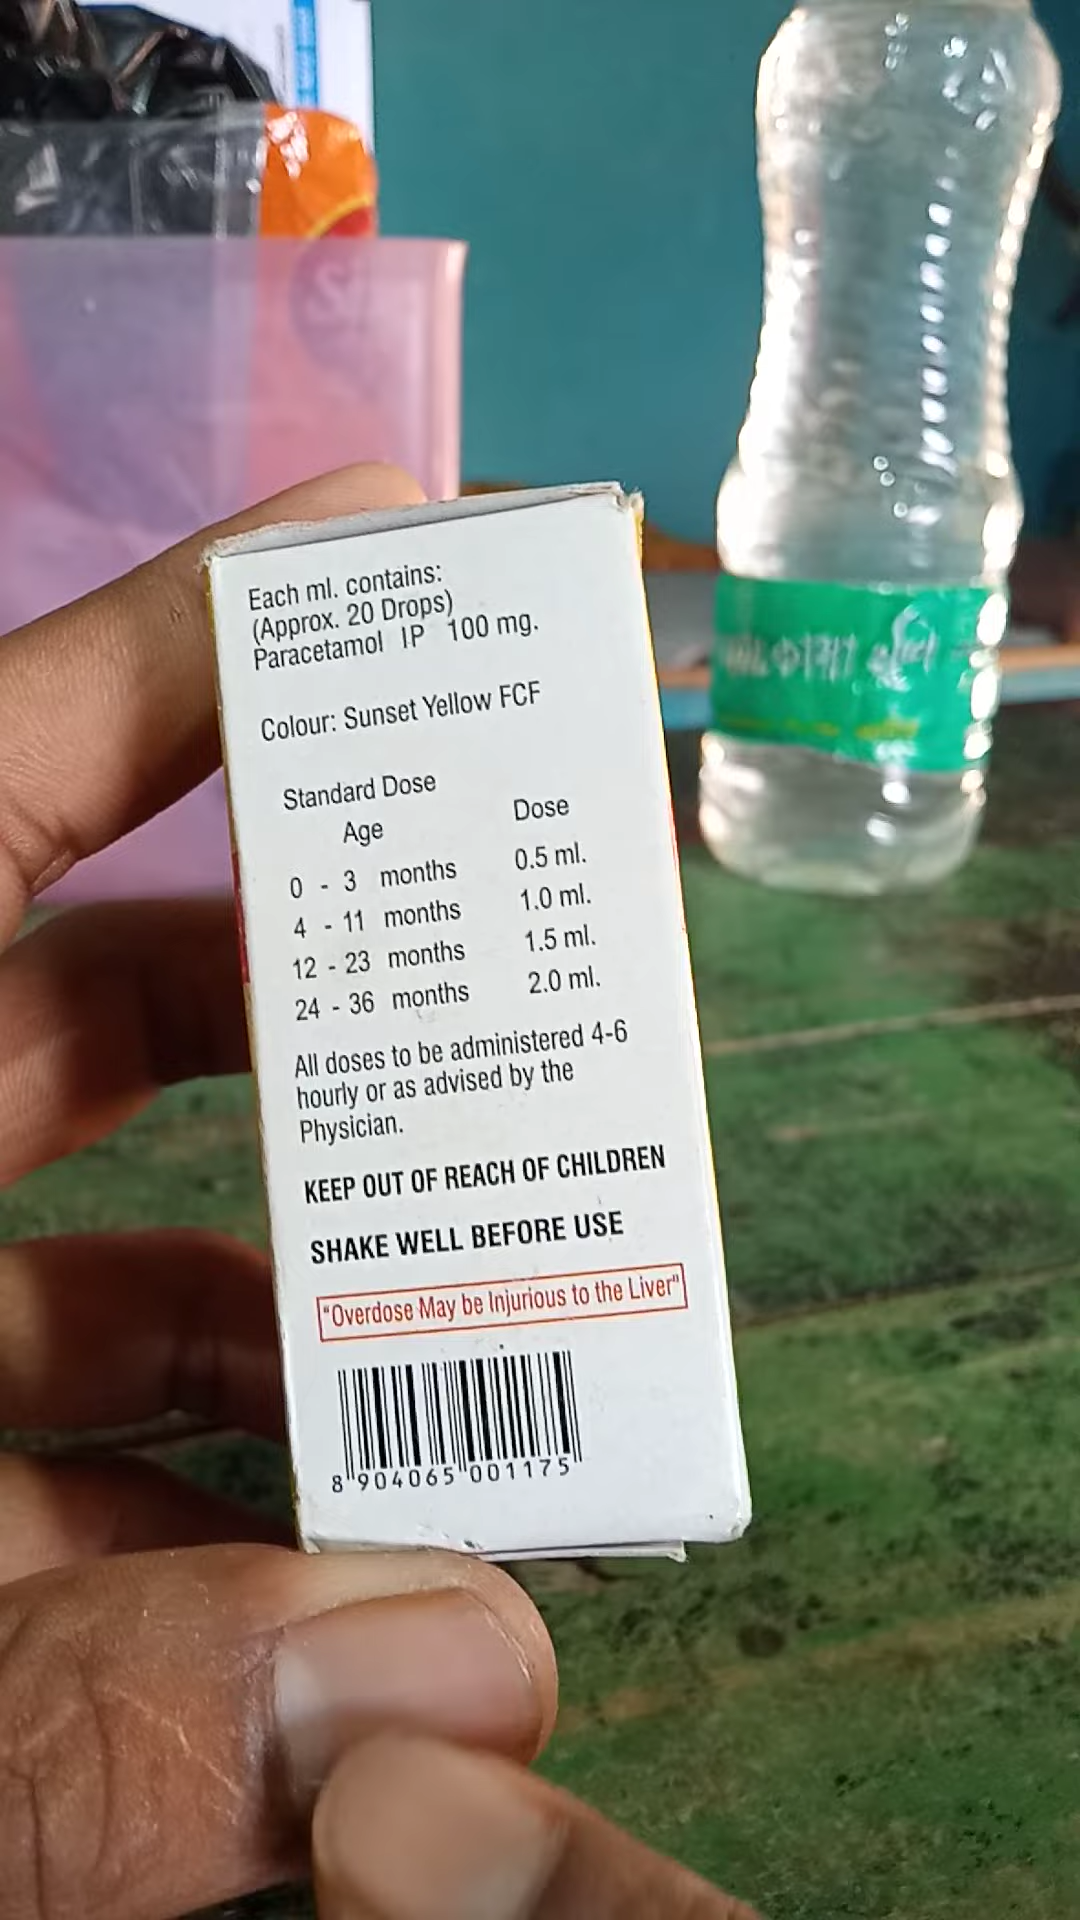 Each ml. contains:
(Approx. 20 Drops)
Paracetamol IP 100 mg.
Colour: Sunset Yellow FCF
Standard Dose
Age Dose
0 - 3 months 0.5 ml.
4 - 11 months 1.0 ml.
12 - 23 months 1.5 ml.
24 - 36 months 2.0 ml.
All doses to be administered 4-6
hourly or as advised by the
Physician.
KEEP OUT OF REACH OF CHILDREN
SHAKE WELL BEFORE USE
"Overdose May be Injurious to the Liver"
8 904065 001175